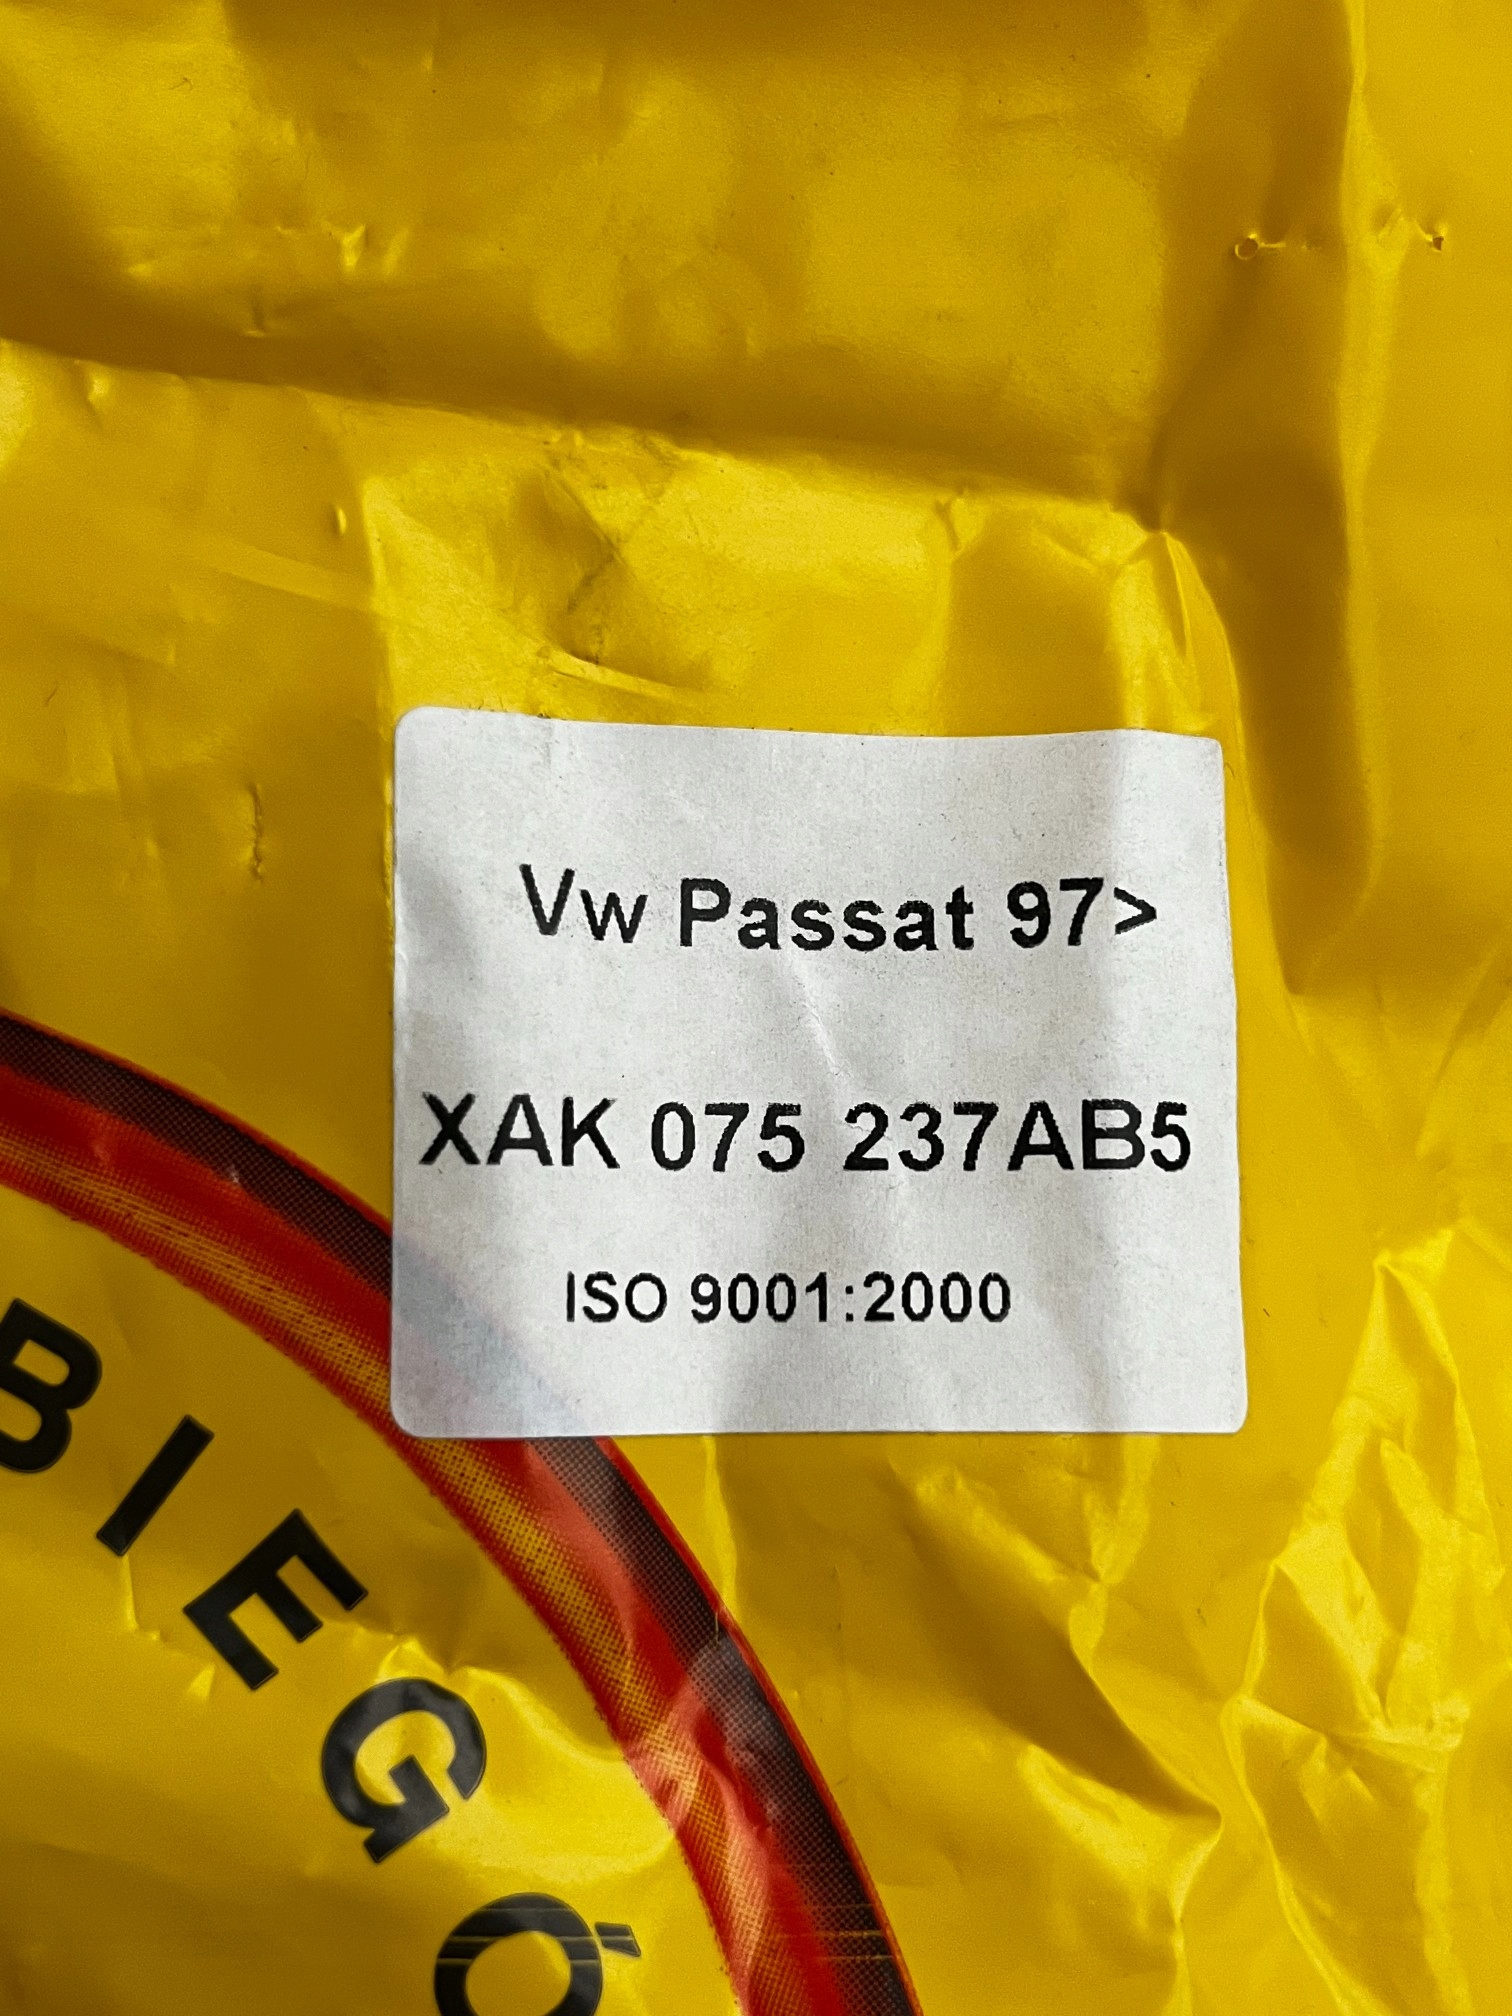 Vw Passat 97>
XAK 075 237AB5
ISO 9001:2000
BIEGÓ